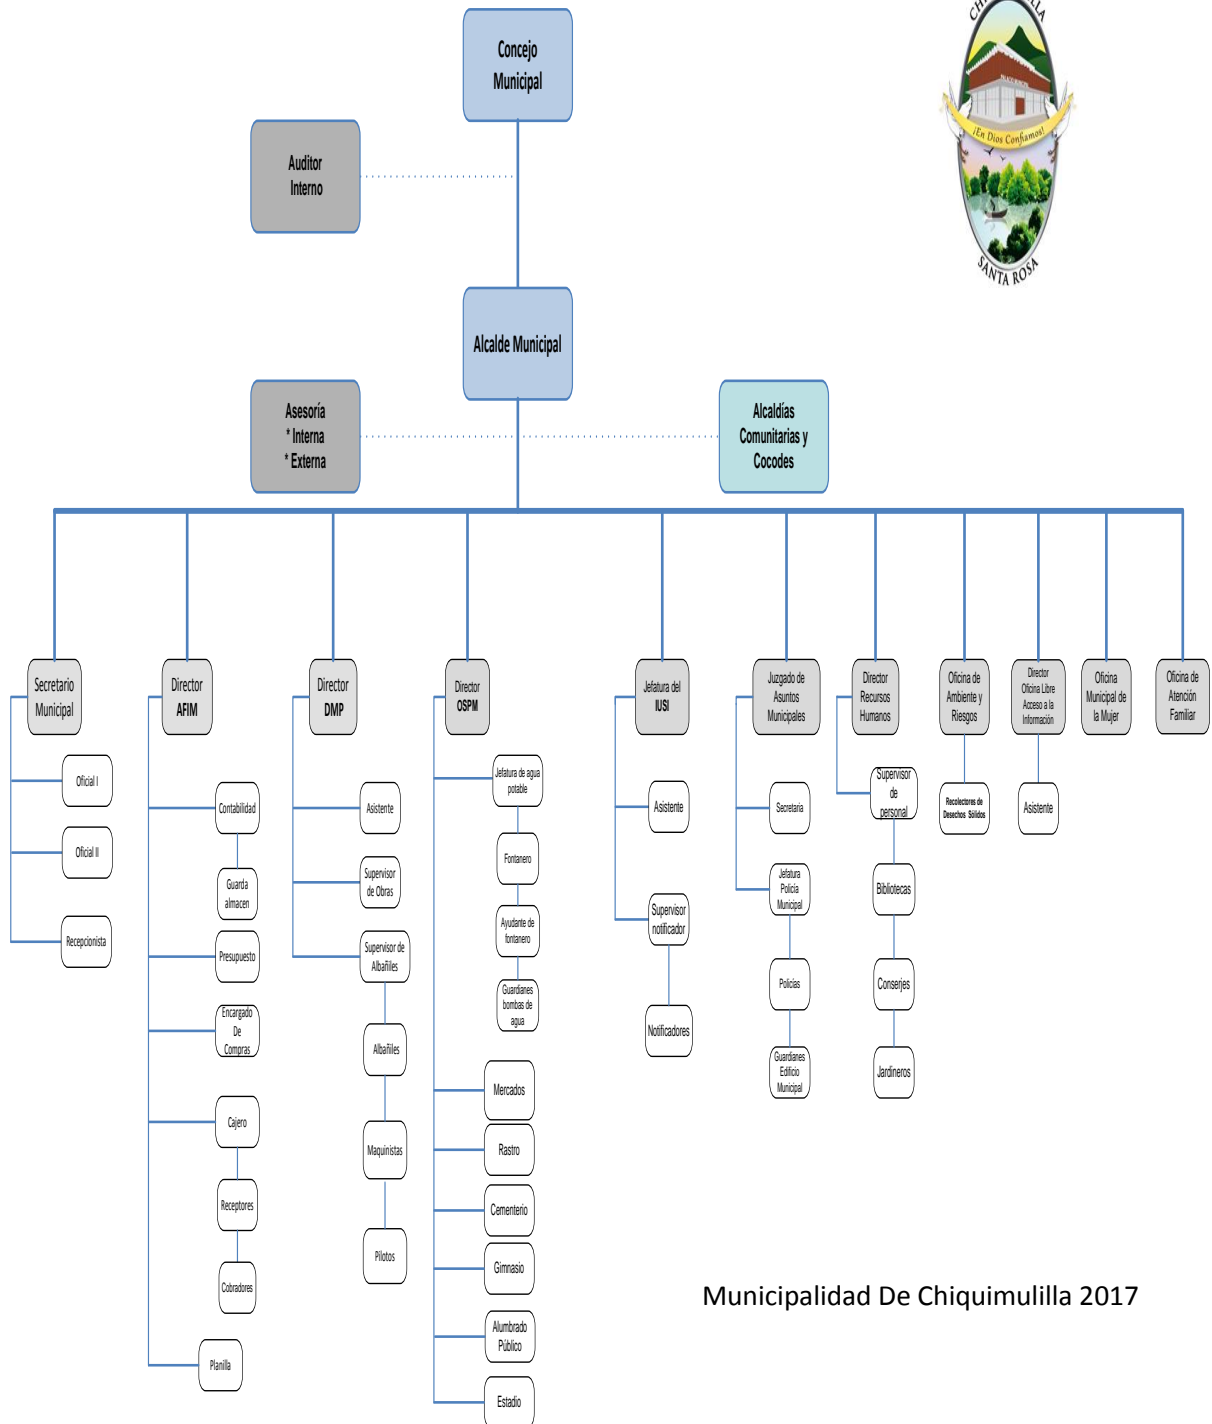 Concejo
Municipal
SANTA ROSA
¡En Dios Confiamos!
Auditor
Interno
Alcalde Municipal
Asesoría
* Interna
* Externa
Alcaldías
Comunitarias y
Cocodes
Secretario
Municipal
Oficial I
Oficial II
Recepcionista
Director
AFIM
Contabilidad
Guarda
almacen
Presupuesto
Encargado
De
Compras
Cajero
Receptores
Cobradores
Planilla
Director
DMP
Asistente
Supervisor
de Obras
Supervisor de
Albañiles
Albañiles
Maquinistas
Pilotos
Director
OSPM
Jefatura de agua
potable
Fontanero
Ayudante de
fontanero
Guardianes
bombas de
agua
Mercados
Rastro
Cementerio
Gimnasio
Alumbrado
Público
Estadio
Jefatura del
IUSI
Asistente
Supervisor
notificador
Notificadores
Juzgado de
Asuntos
Municipales
Secretaria
Jefatura
Policia
Municipal
Policias
Guardianes
Edificio
Municipal
Director
Recursos
Humanos
Supervisor
de
personal
Bibliotecas
Conserjes
Jardineros
Oficina de
Ambiente y
Riesgos
Recolectores de
Desechos Sólidos
Director
Oficina Libre
Acceso a la
Información
Asistente
Oficina
Municipal de
la Mujer
Oficina de
Atención
Familiar
Municipalidad De Chiquimulilla 2017